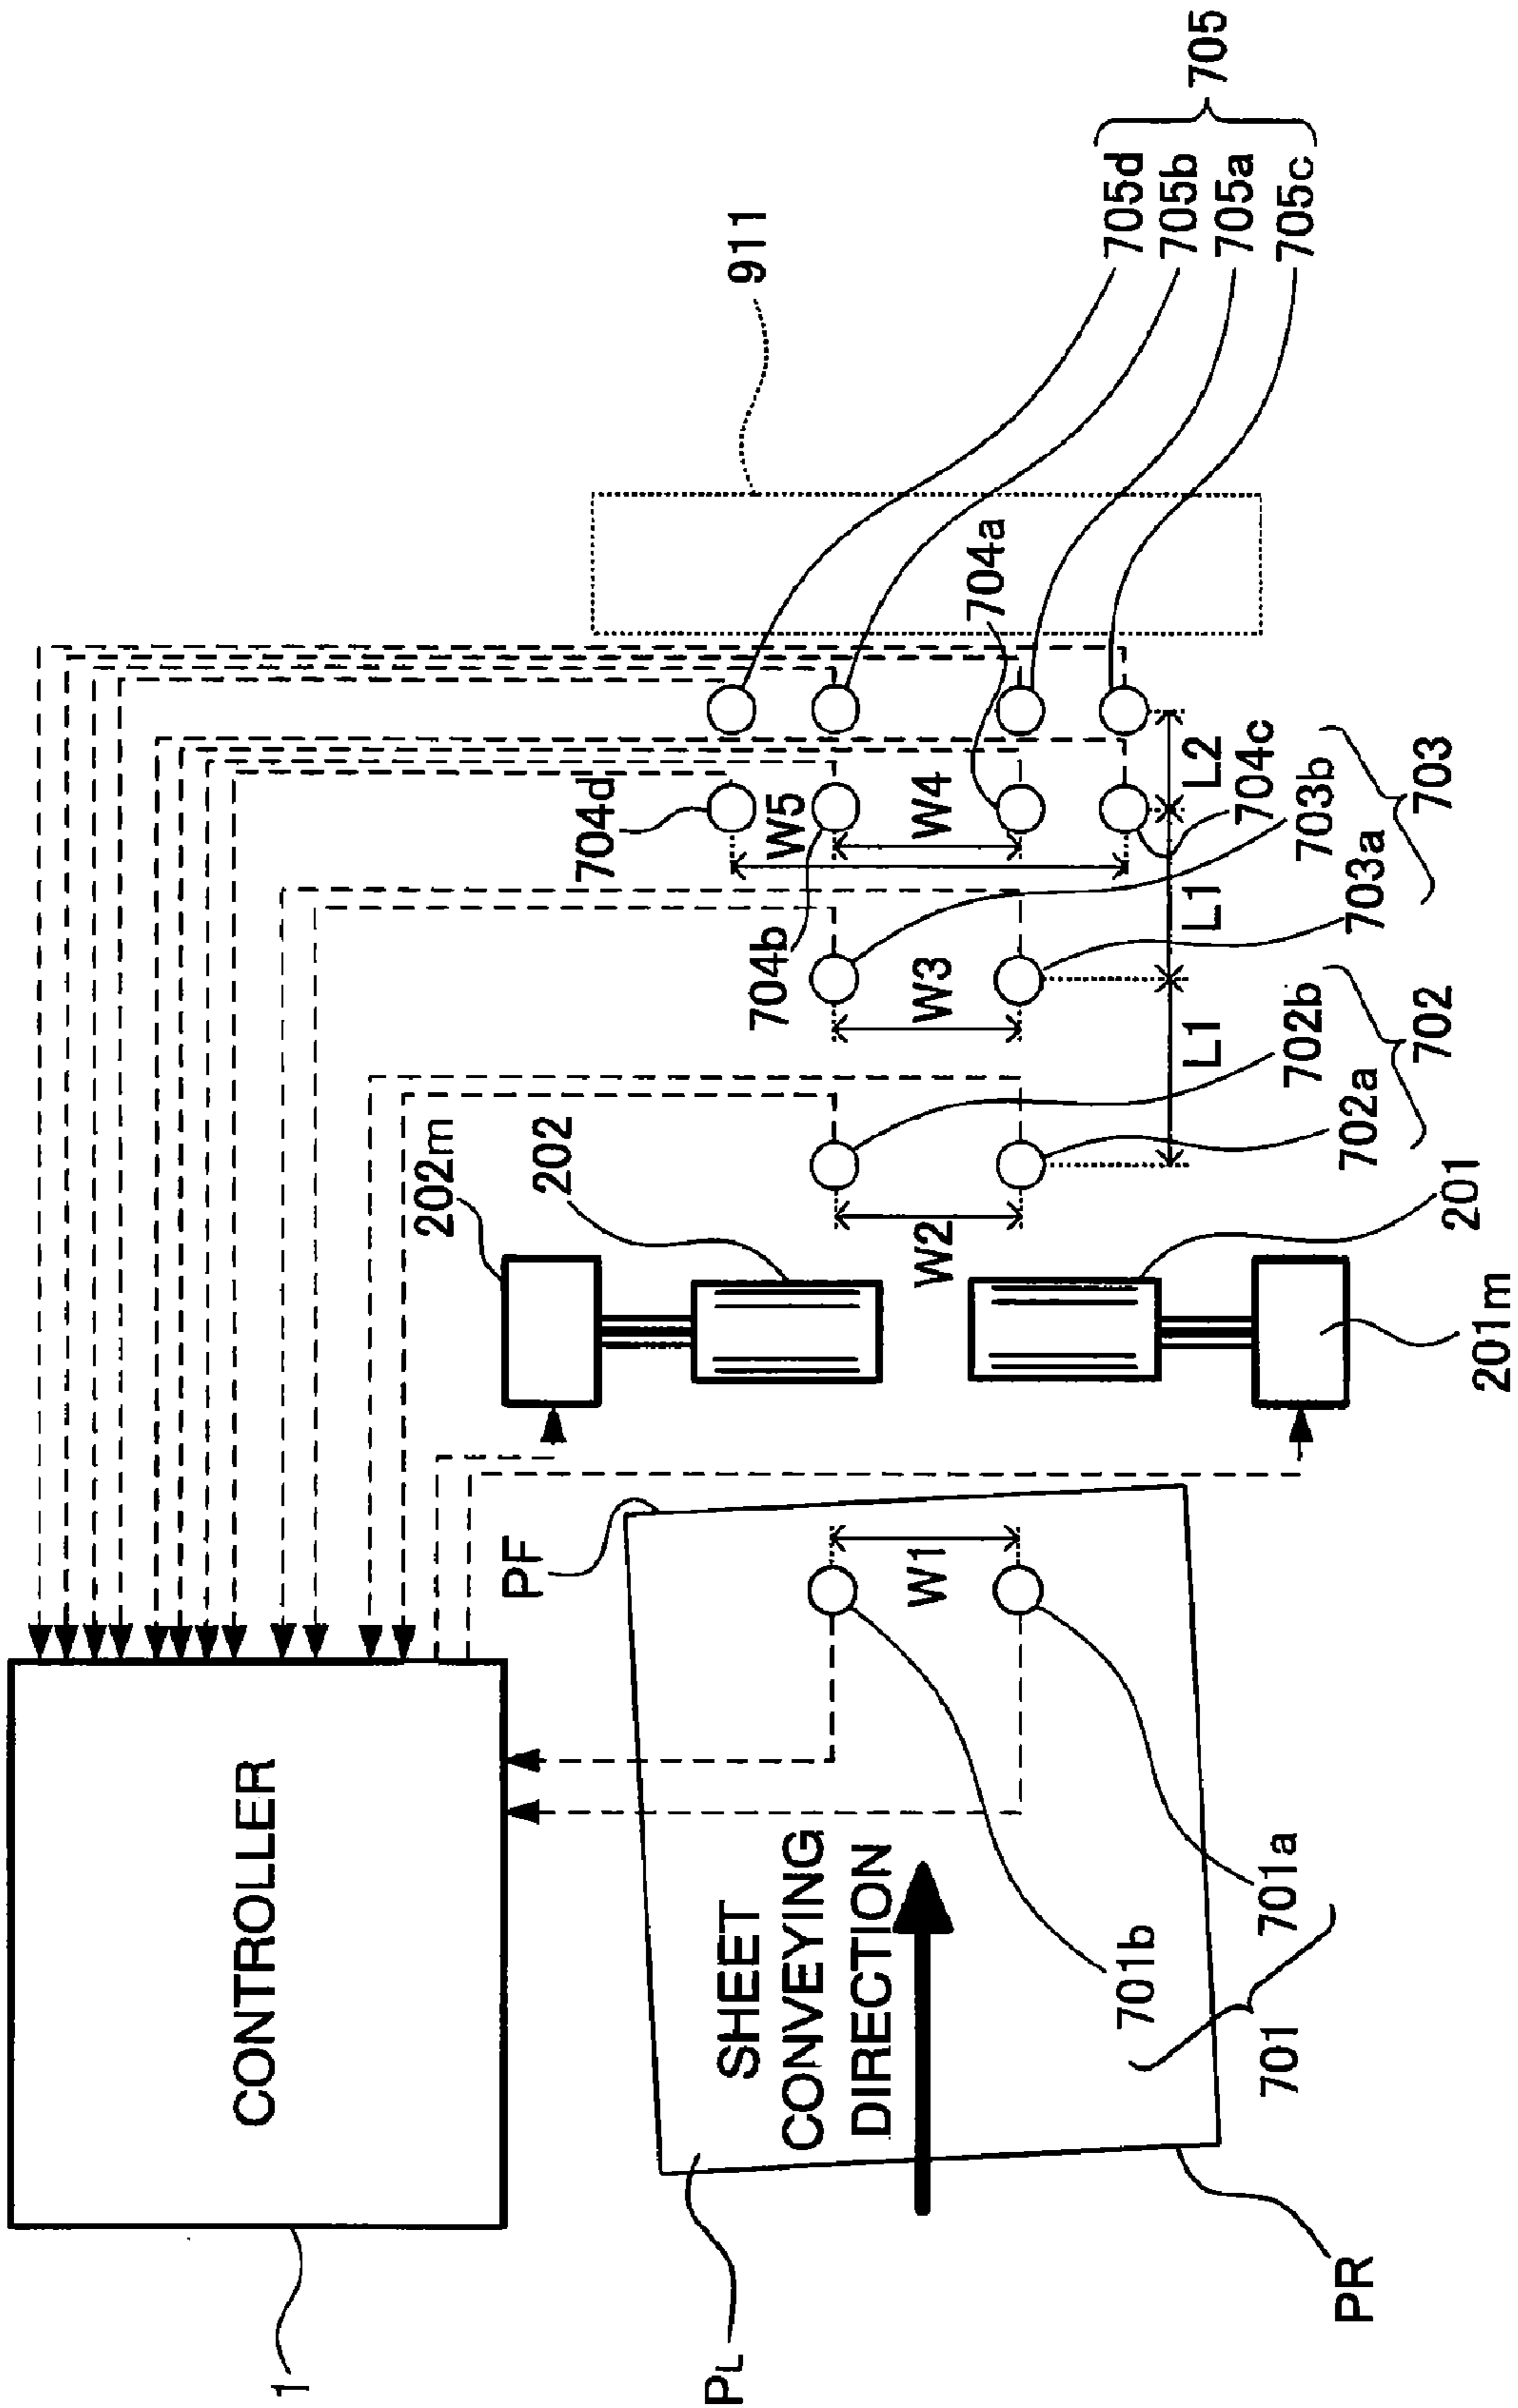 CONTROLLER
1
SHEET
CONVEYING
DIRECTION
PL
PR
PF
701b
701a
701
W1
202m
202
201
201m
W2
702b
702a
702
L1
W3
703b
703a
703
L1
704d
704b
W5
W4
704a
704c
L2
911
705d
705b
705a
705c
705